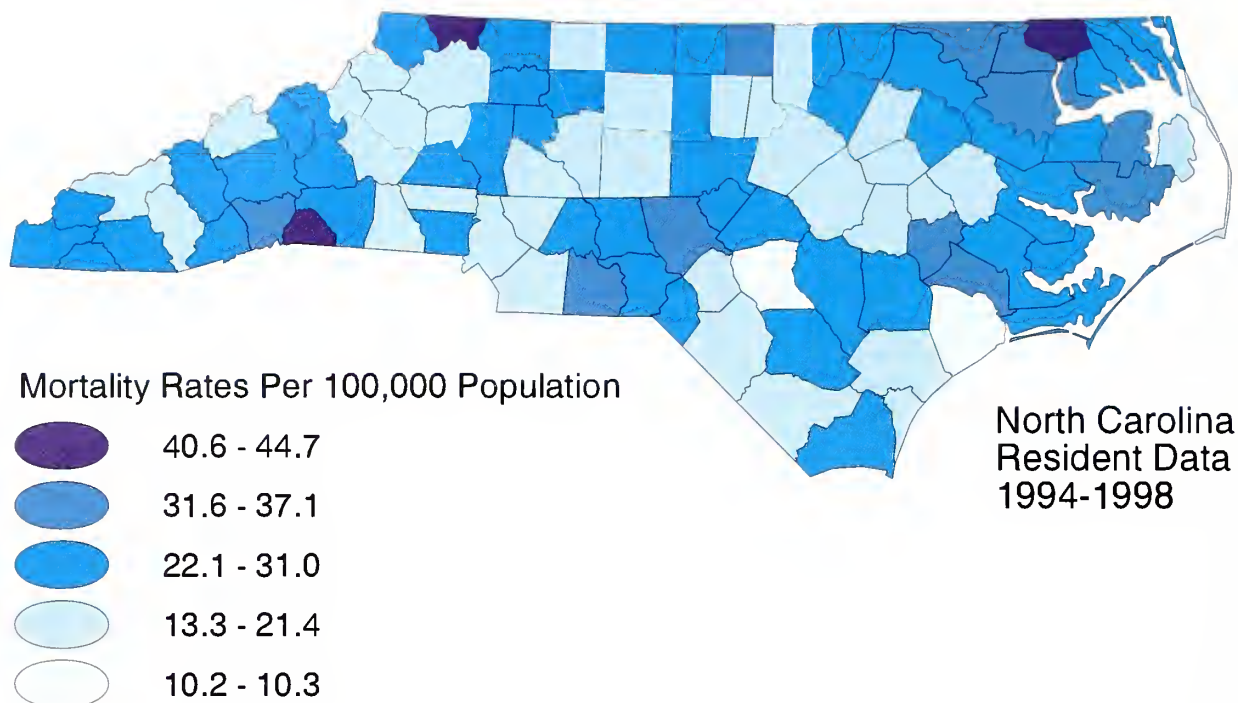 Mortality Rates Per 100,000 Population
40.6 - 44.7
31.6 - 37.1
22.1 - 31.0
13.3 - 21.4
10.2 - 10.3
North Carolina
Resident Data
1994-1998